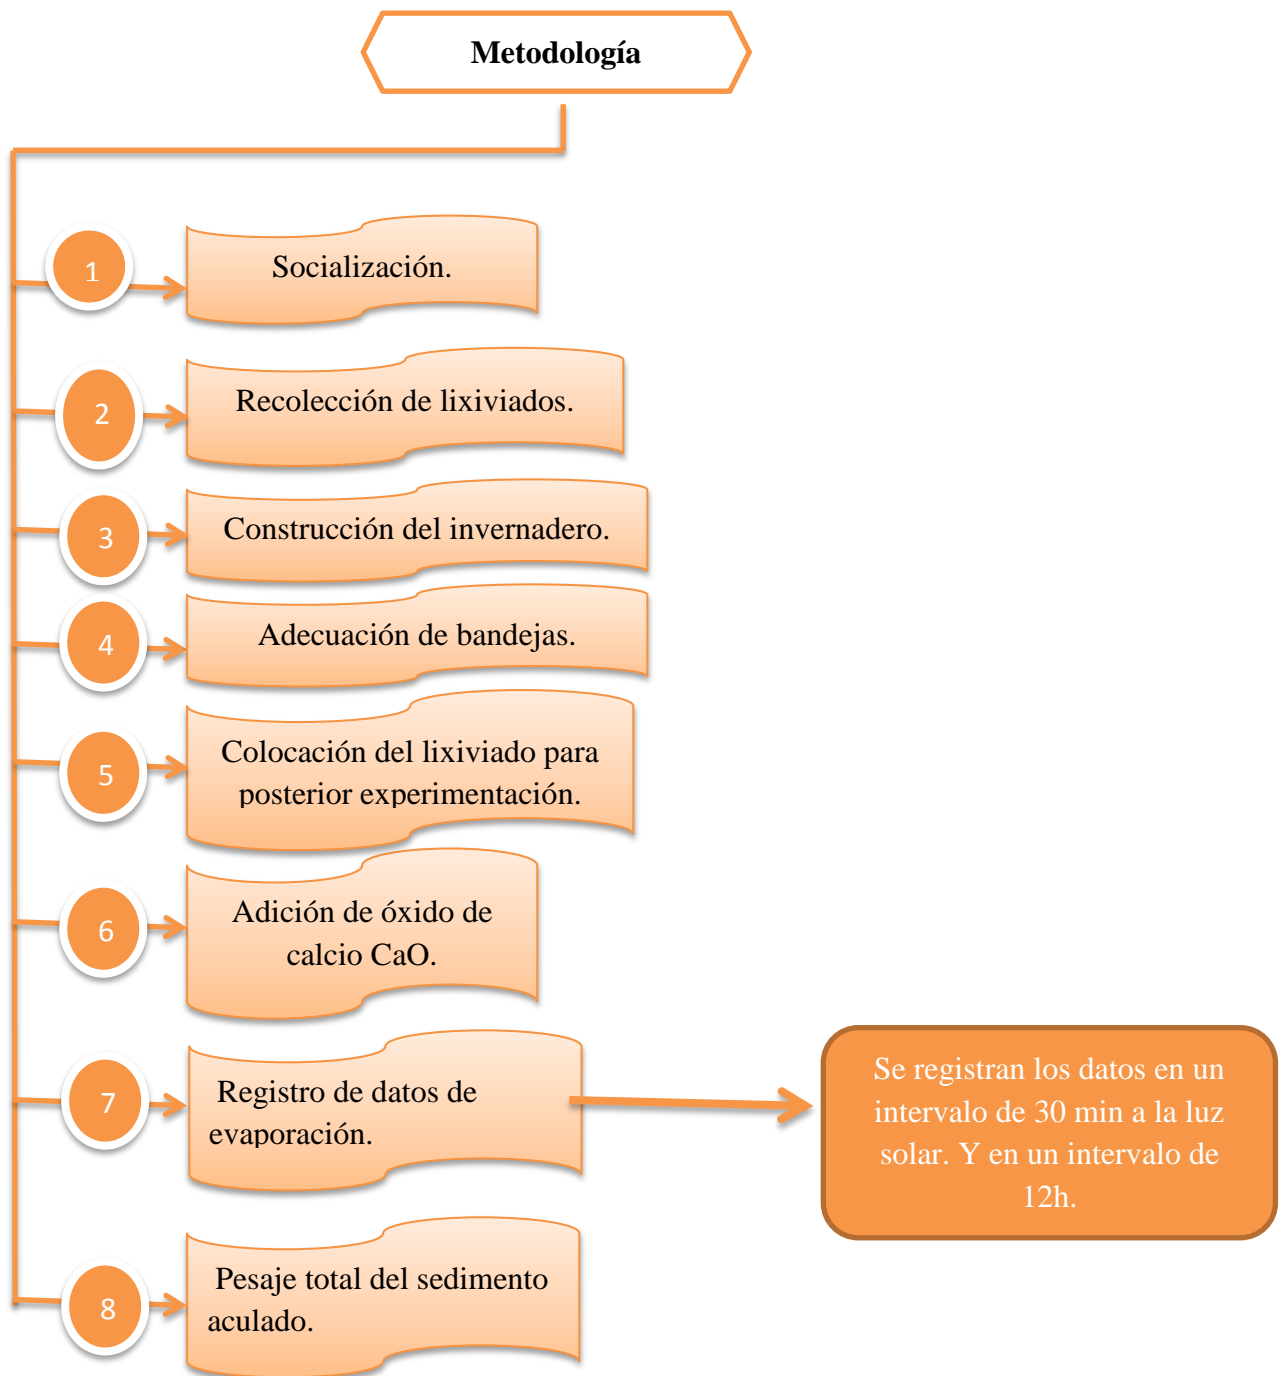 Metodología
1
Socialización.
2
Recolección de lixiviados.
3
Construcción del invernadero.
4
Adecuación de bandejas.
5
Colocación del lixiviado para
posterior experimentación.
6
Adición de óxido de
calcio CaO.
7
Registro de datos de
evaporación.
Se registran los datos en un
intervalo de 30 min a la luz
solar. Y en un intervalo de
12h.
8
Pesaje total del sedimento
aculado.